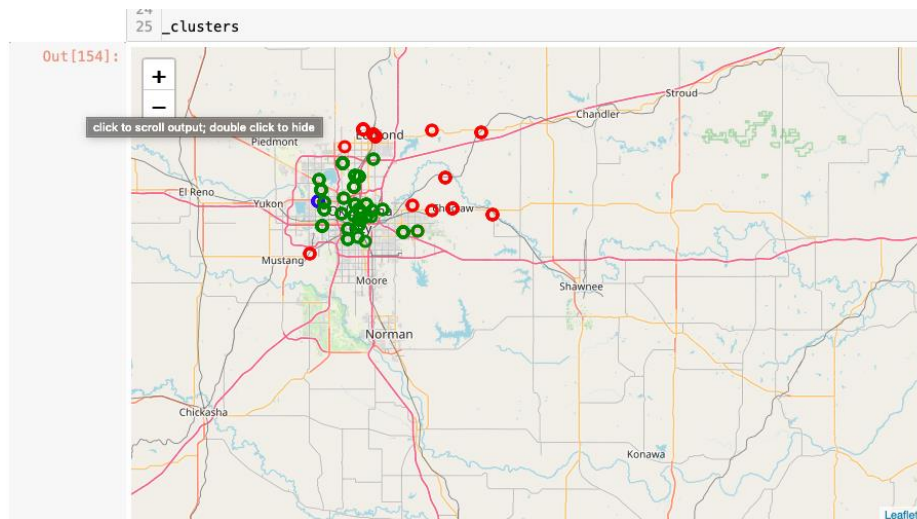 24
25 _clusters
Out[154]:
+
−
click to scroll output; double click to hide
Stroud
Chandler
Piedmont
El Reno
Yukon
Mustang
Moore
Shawnee
Norman
Chickasha
Konawa
Leaflet